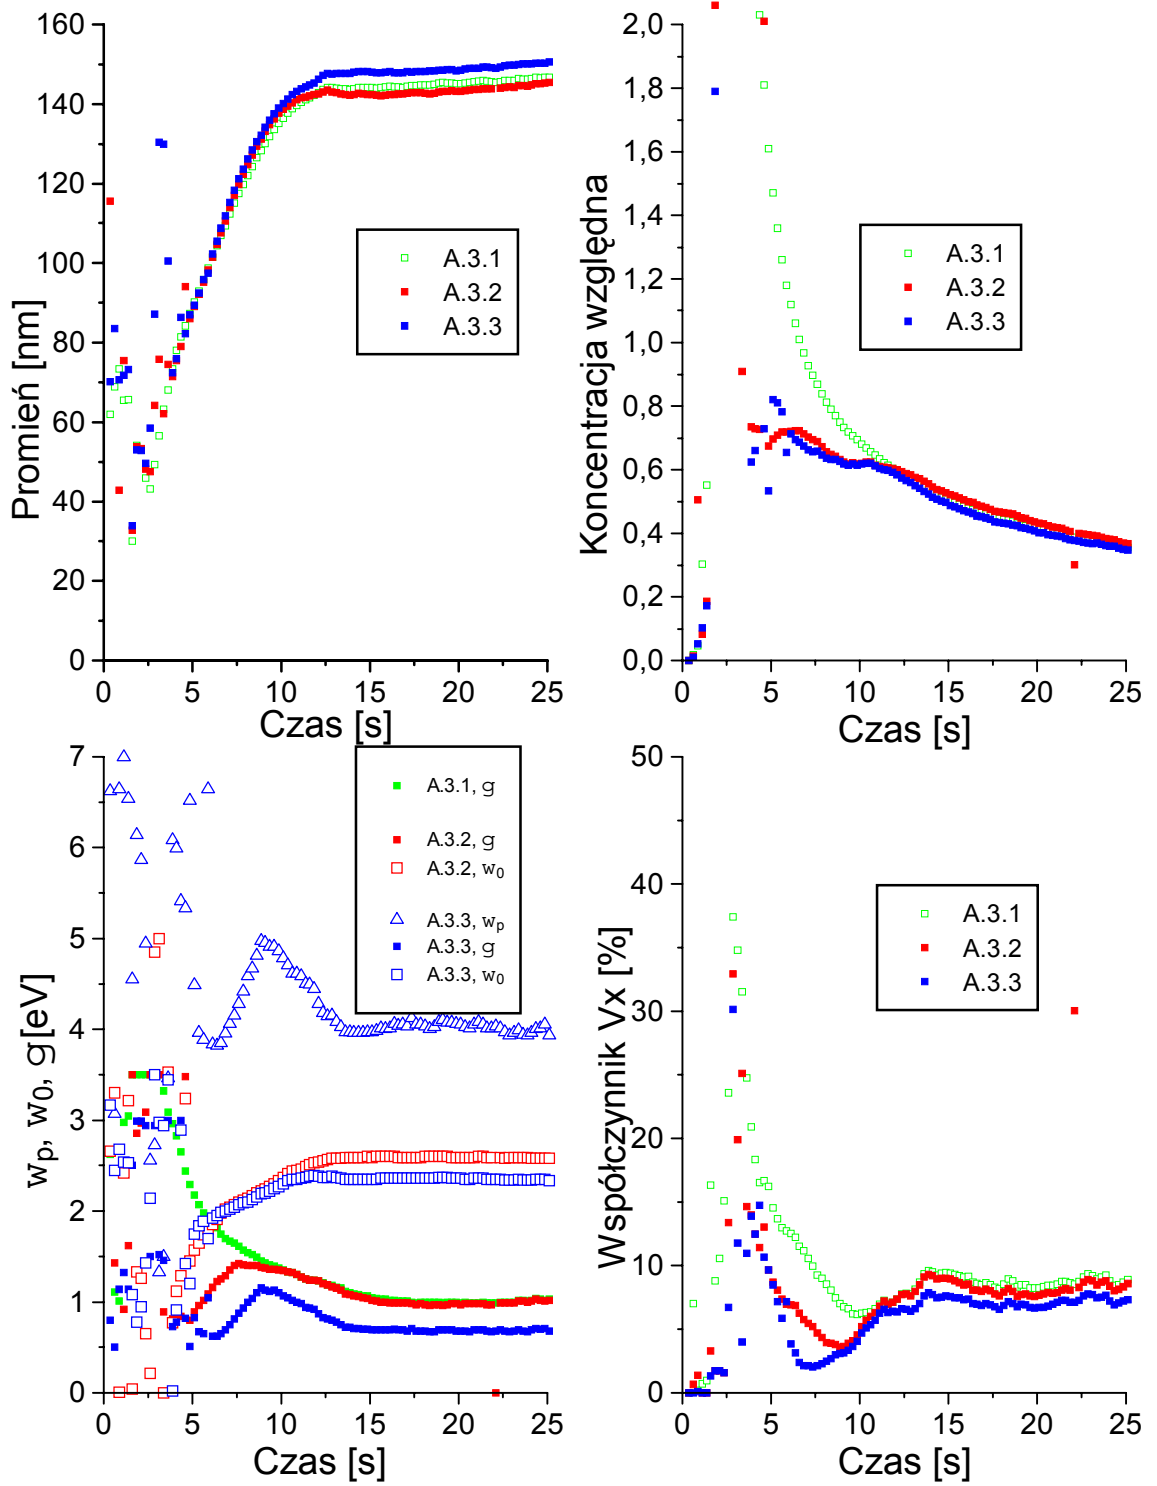 160
140
120
100
80
60
40
20
0
Promień [nm]
0 5 10 15 20 25
Czas [s]
A.3.1
A.3.2
A.3.3
2,0
1,8
1,6
1,4
1,2
1,0
0,8
0,6
0,4
0,2
0,0
Koncentracja względna
0 5 10 15 20 25
Czas [s]
A.3.1
A.3.2
A.3.3
7
6
5
4
3
2
1
0
wp, w0, g [eV]
0 5 10 15 20 25
Czas [s]
A.3.1, g
A.3.2, g
A.3.2, w0
A.3.3, wp
A.3.3, g
A.3.3, w0
50
40
30
20
10
0
Współczynnik Vx [%]
0 5 10 15 20 25
Czas [s]
A.3.1
A.3.2
A.3.3